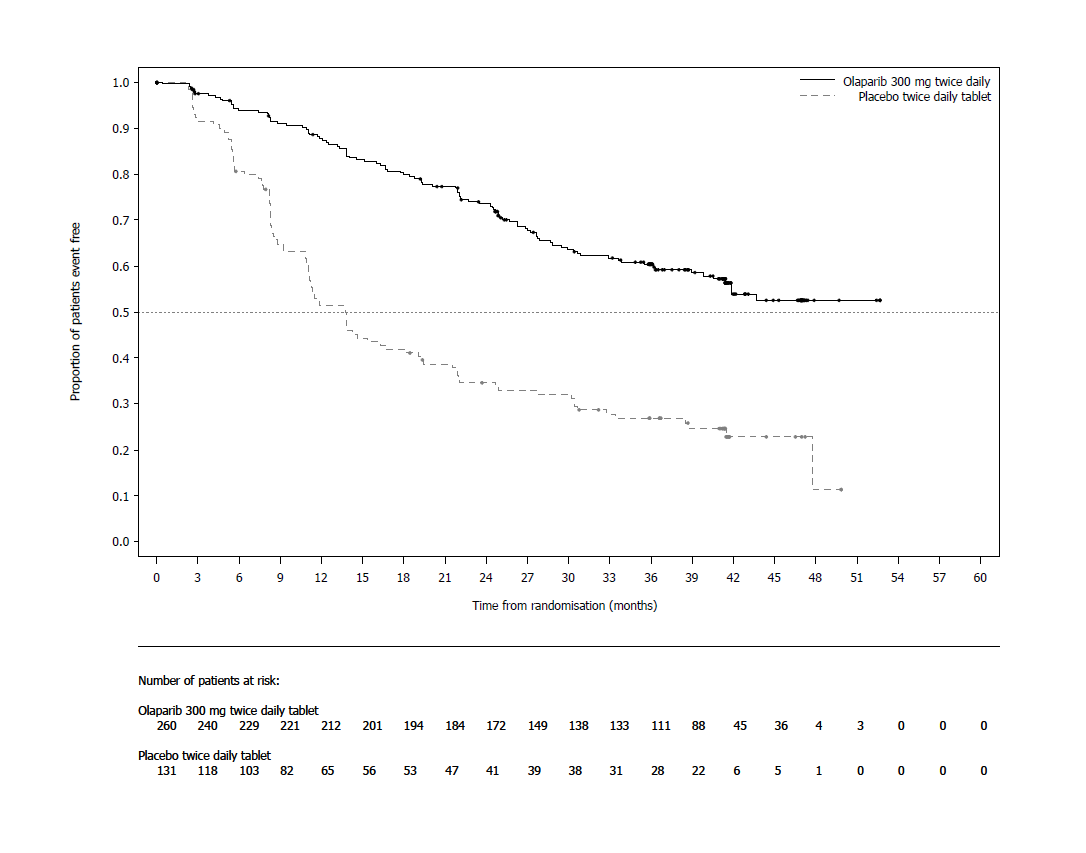 Olaparib 300 mg twice daily
Placebo twice daily tablet
Proportion of patients event free
1.0
0.9
0.8
0.7
0.6
0.5
0.4
0.3
0.2
0.1
0.0
0 3 6 9 12 15 18 21 24 27 30 33 36 39 42 45 48 51 54 57 60
Time from randomisation (months)
Number of patients at risk:
Olaparib 300 mg twice daily tablet
260 240 229 221 212 201 194 184 172 149 138 133 111 88 45 36 4 3 0 0 0
Placebo twice daily tablet
131 118 103 82 65 56 53 47 41 39 38 31 28 22 6 5 1 0 0 0 0